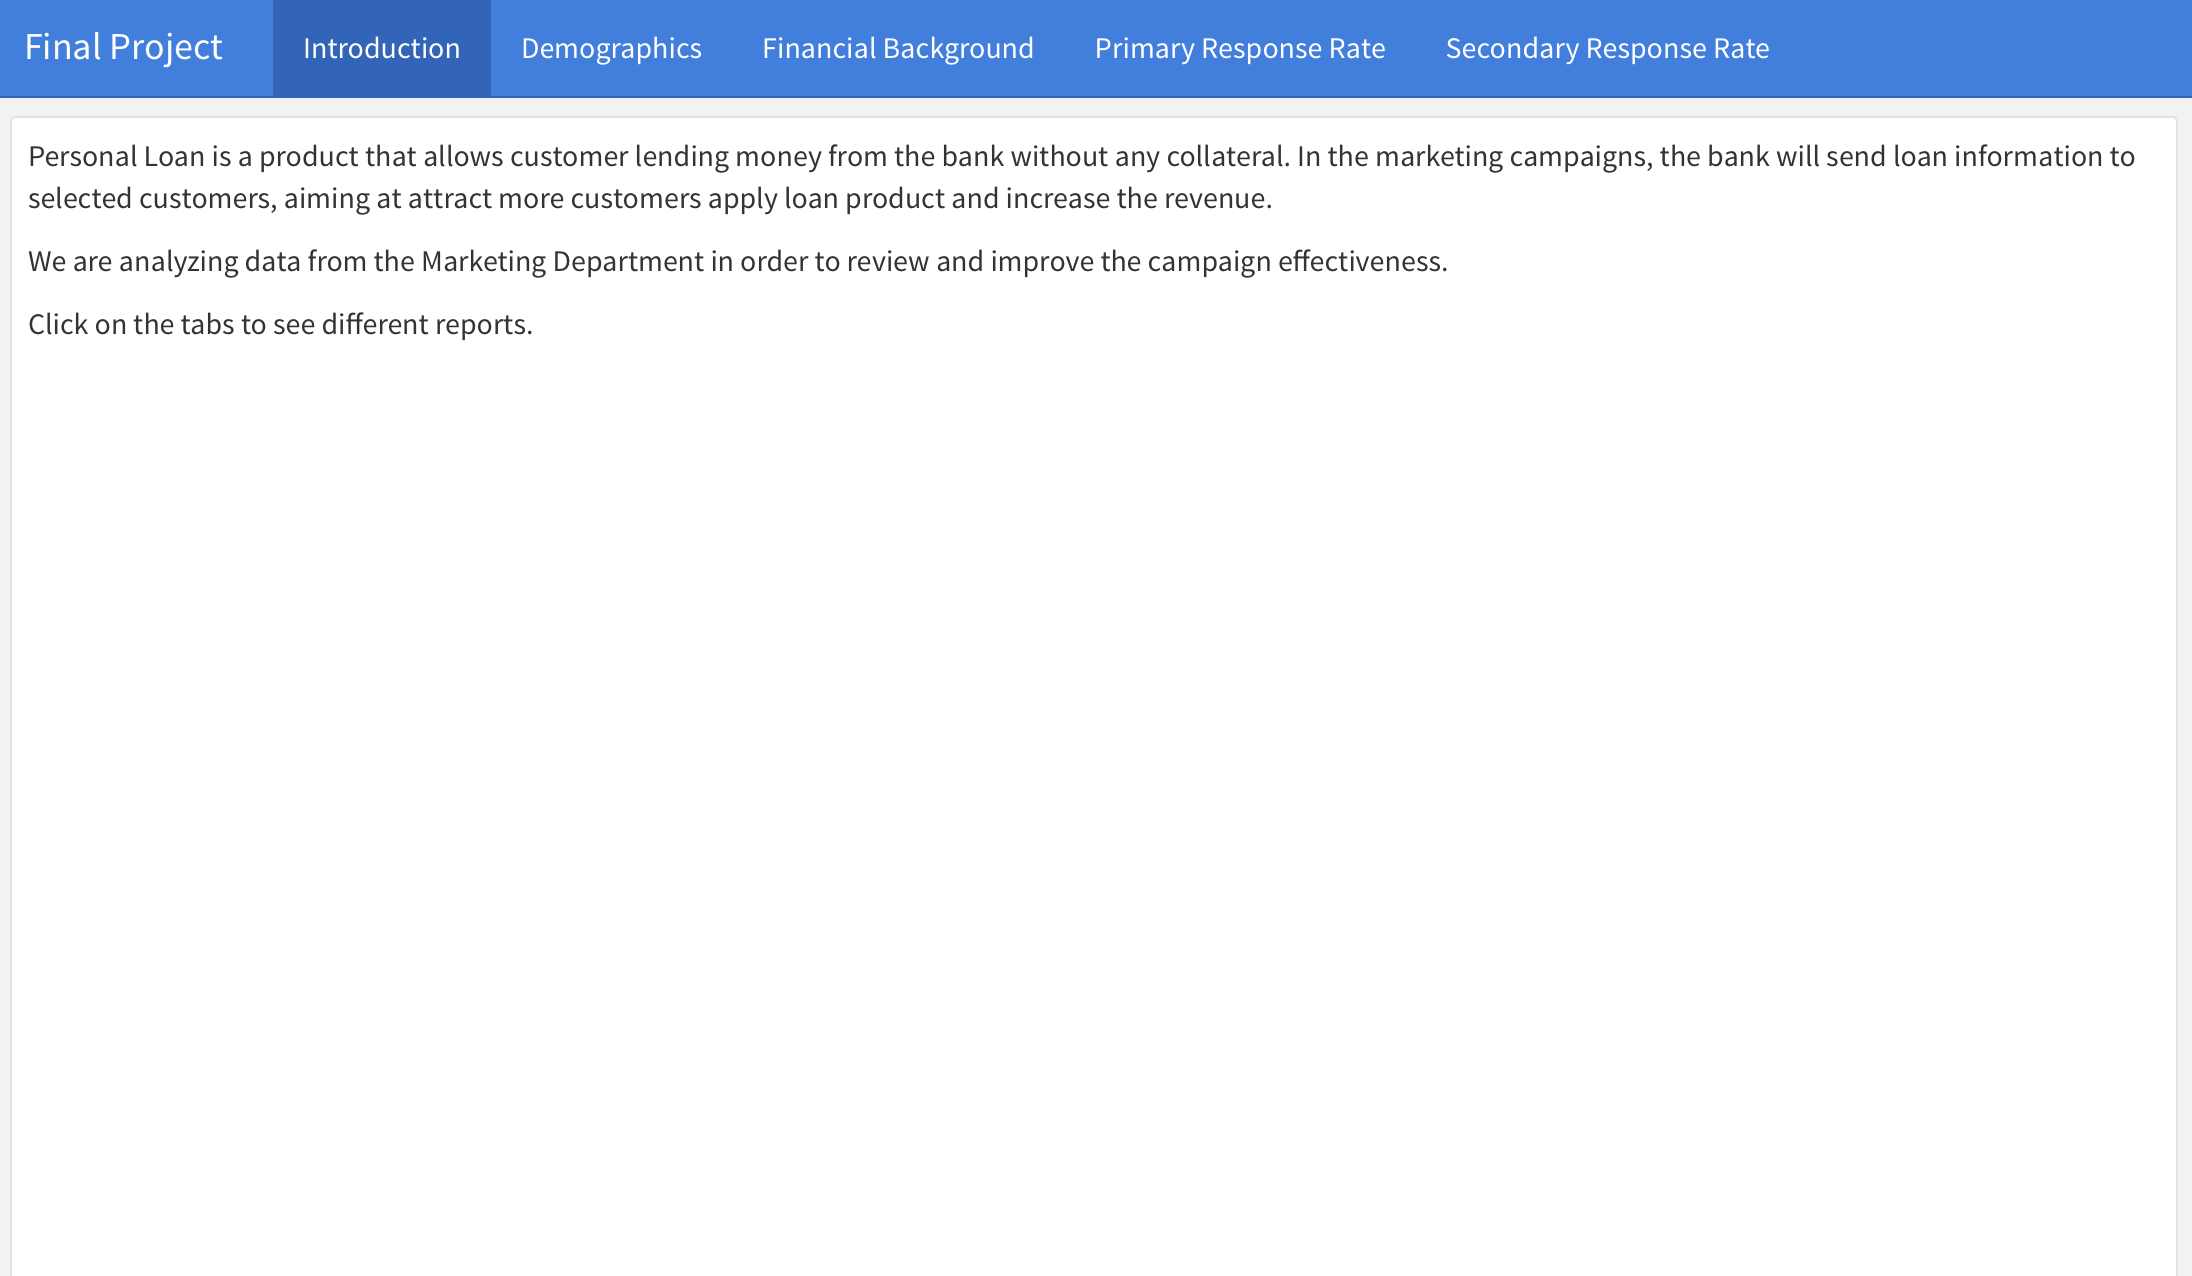 Final Project Introduction Demographics Financial Background Primary Response Rate Secondary Response Rate
Personal Loan is a product that allows customer lending money from the bank without any collateral. In the marketing campaigns, the bank will send loan information to
selected customers, aiming at attract more customers apply loan product and increase the revenue.
We are analyzing data from the Marketing Department in order to review and improve the campaign effectiveness.
Click on the tabs to see different reports.